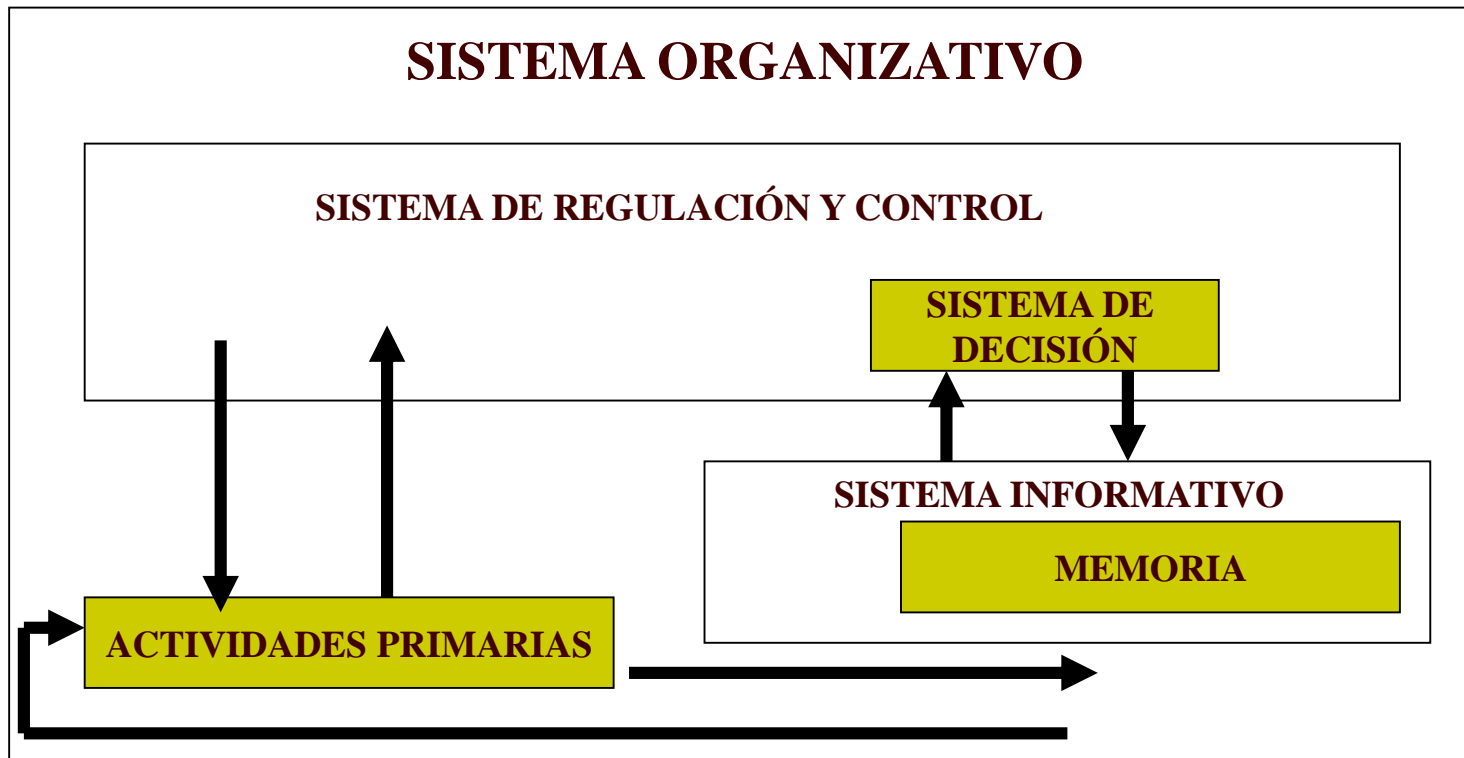 SISTEMA ORGANIZATIVO
SISTEMA DE REGULACIÓN Y CONTROL
SISTEMA DE
DECISIÓN
SISTEMA INFORMATIVO
MEMORIA
ACTIVIDADES PRIMARIAS